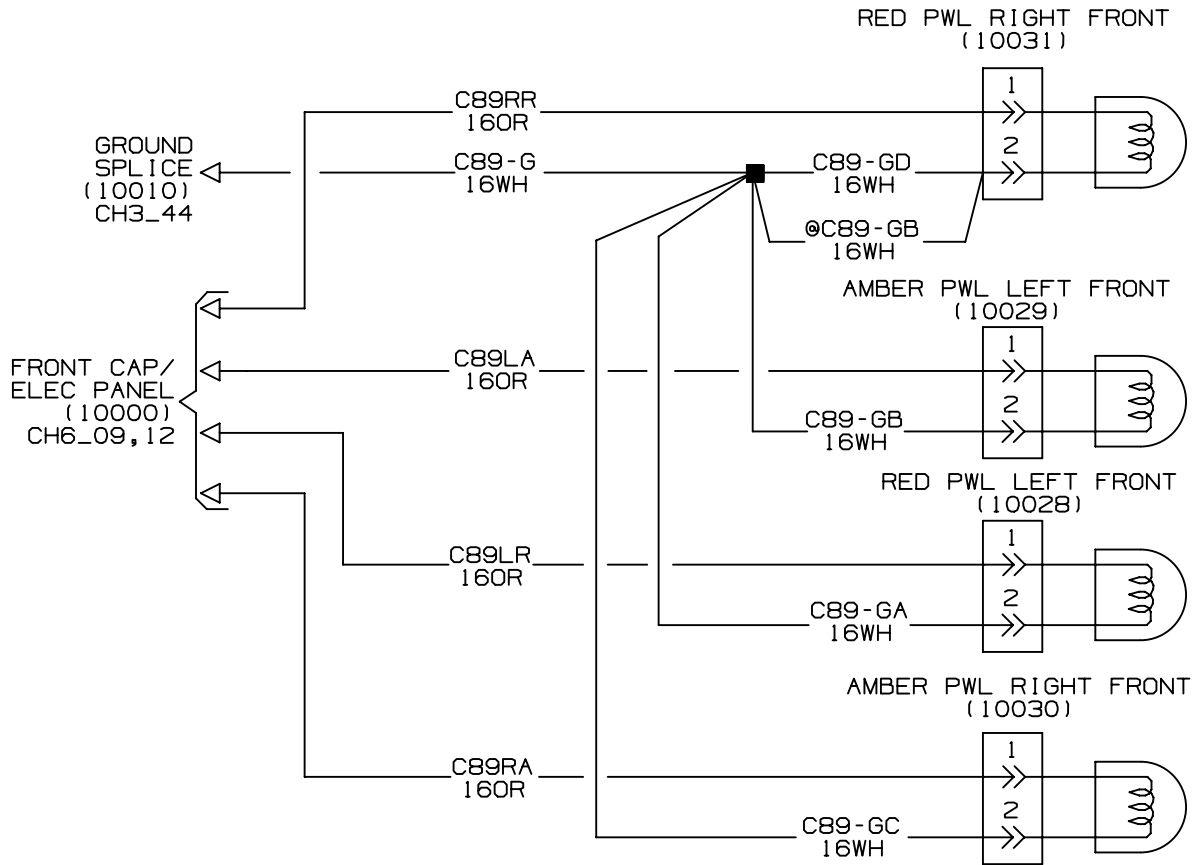 RED PWL RIGHT FRONT
(10031)
1
C89RR
16OR
2
GROUND
SPLICE
(10010)
CH3_44
C89-G
16WH
C89-GD
16WH
@C89-GB
16WH
AMBER PWL LEFT FRONT
(10029)
1
FRONT CAP/
ELEC PANEL
(10000)
CH6_09,12
C89LA
16OR
2
C89-GB
16WH
RED PWL LEFT FRONT
(10028)
1
C89LR
16OR
2
C89-GA
16WH
AMBER PWL RIGHT FRONT
(10030)
1
C89RA
16OR
2
C89-GC
16WH